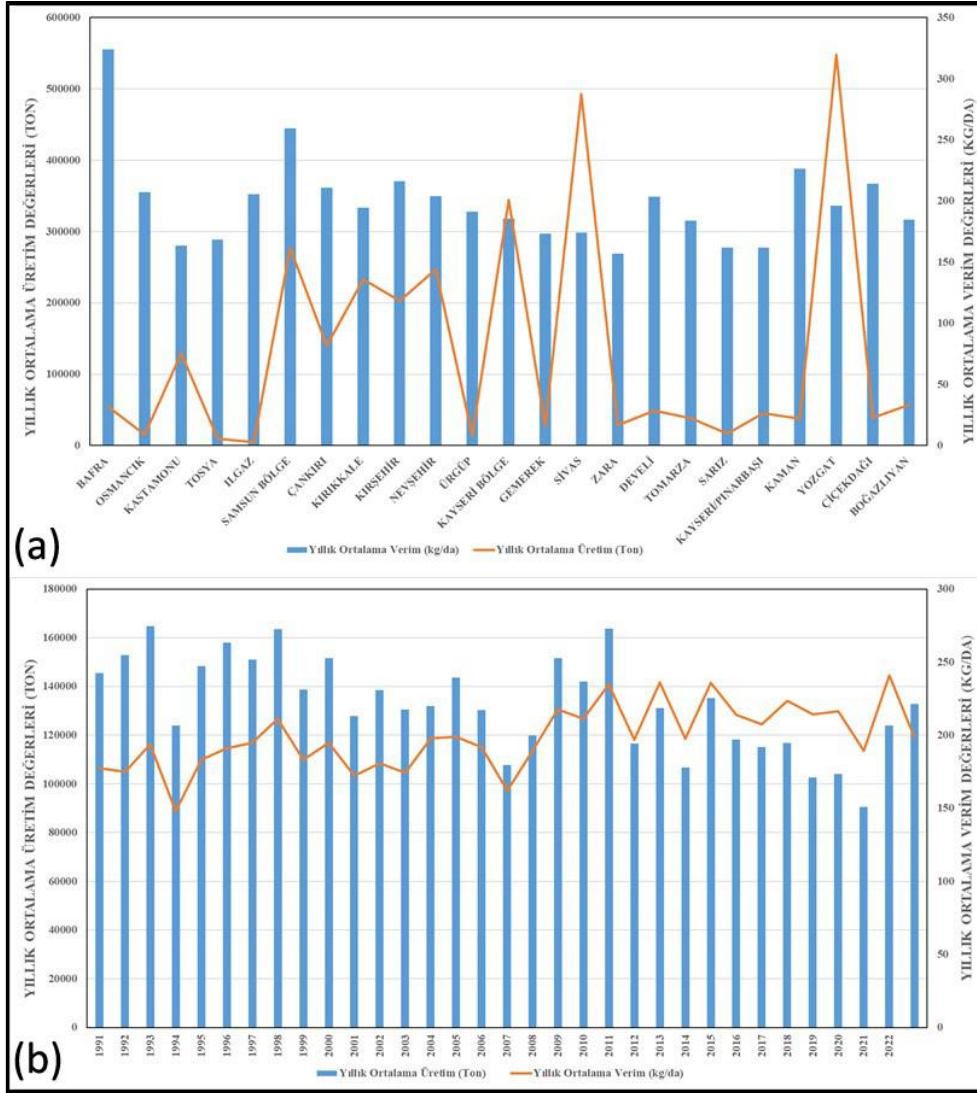 YILLIK ORTALAMA ÜRETİM DEĞERLERİ (TON)
600000
500000
400000
300000
200000
100000
0
350
300
250
200
150
100
50
0
YILLIK ORTALAMA VERİM DEĞERLERİ (KG/DA)
BAFRA
OSMANCIK
KASTAMONU
TOSYA
ILGAZ
SAMSUN BÖLGE
ÇANKIRI
KIRIKKALE
KIRŞEHİR
NEVŞEHİR
ÜRGÜP
KAYSERİ BÖLGE
GEMEREK
SİVAS
ZARA
DEVELİ
TOMARZA
SARIZ
KAYSERİ/PINARBAŞI
KAMAN
YOZGAT
ÇİÇEKDAĞI
BOĞAZLIYAN
(a)
Yıllık Ortalama Verim (kg/da) Yıllık Ortalama Üretim (Ton)
YILLIK ORTALAMA ÜRETİM DEĞERLERİ (TON)
180000
160000
140000
120000
100000
80000
60000
40000
20000
0
300
250
200
150
100
50
0
YILLIK ORTALAMA VERİM DEĞERLERİ (KG/DA)
1991
1992
1993
1994
1995
1996
1997
1998
1999
2000
2001
2002
2003
2004
2005
2006
2007
2008
2009
2010
2011
2012
2013
2014
2015
2016
2017
2018
2019
2020
2021
2022
(b)
Yıllık Ortalama Üretim (Ton) Yıllık Ortalama Verim (kg/da)